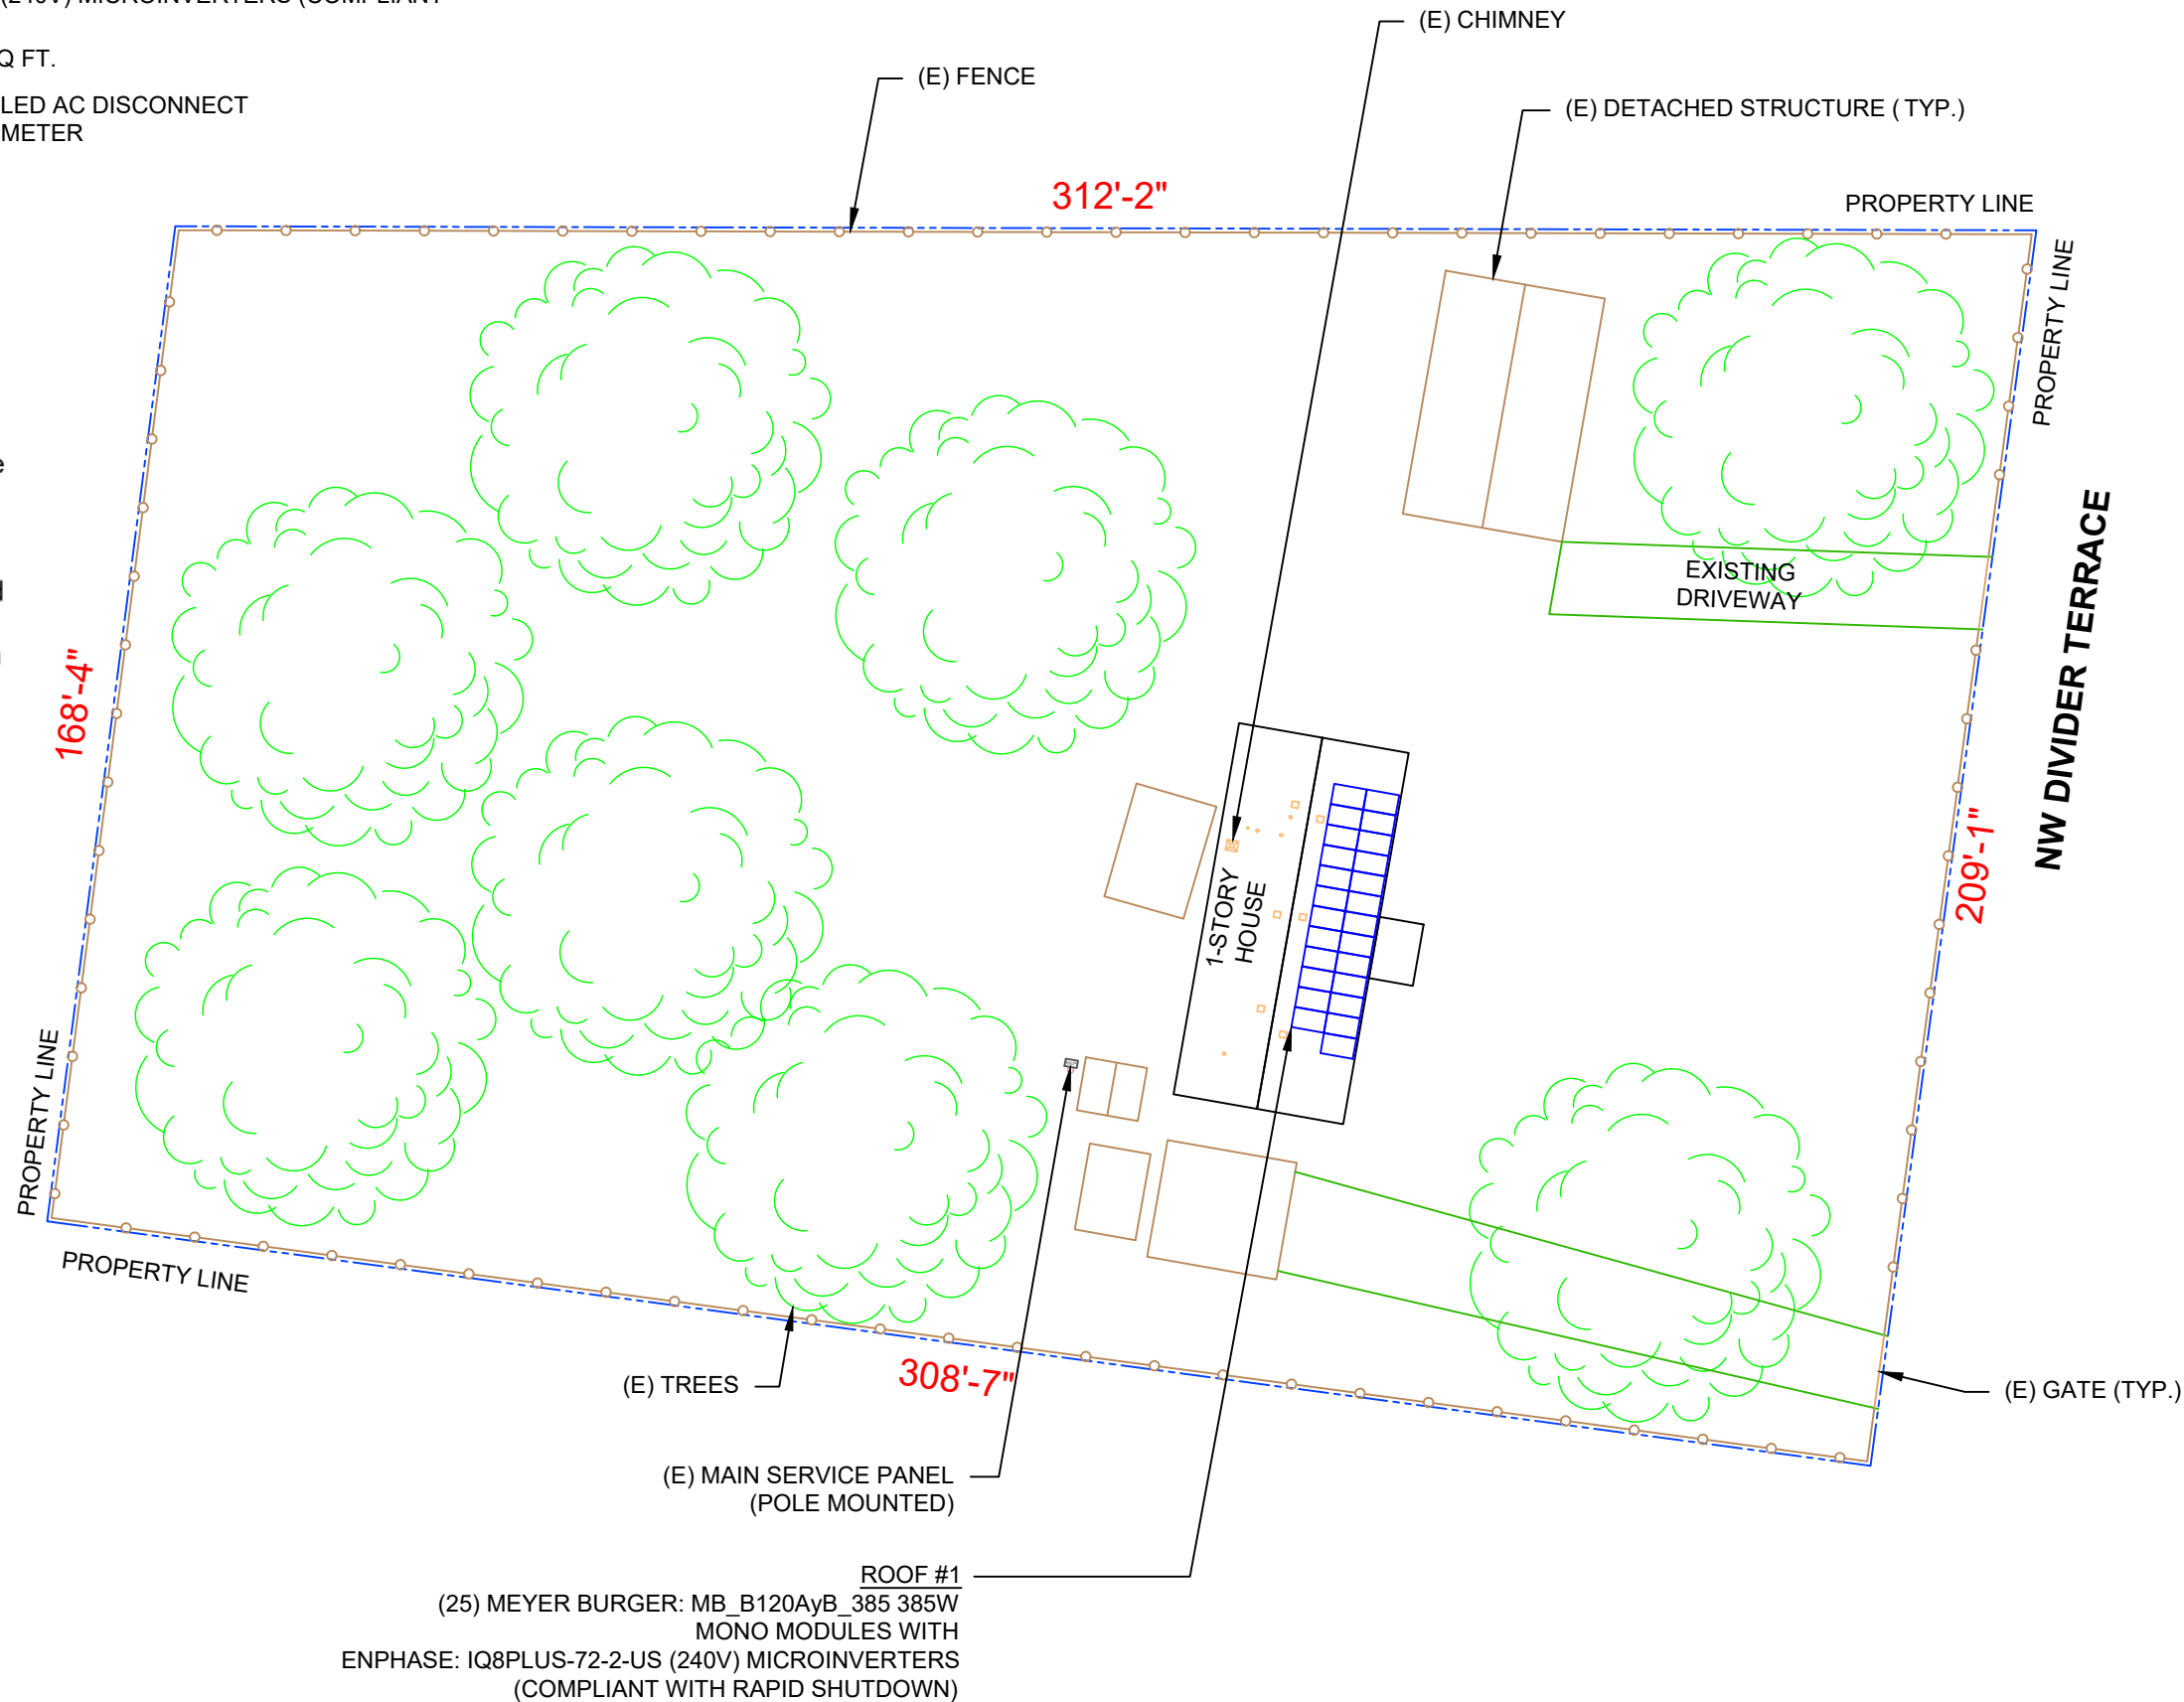 (240V) MICROINVERTERS (COMPLIANT
Q FT.
LED AC DISCONNECT
METER
(E) CHIMNEY
(E) FENCE
(E) DETACHED STRUCTURE (TYP.)
312'-2"
PROPERTY LINE
PROPERTY LINE
e
EXISTING
DRIVEWAY
NW DIVIDER TERRACE
168'-4"
209'-1"
1-STORY
HOUSE
PROPERTY LINE
PROPERTY LINE
(E) TREES
308'-7"
(E) GATE (TYP.)
(E) MAIN SERVICE PANEL
(POLE MOUNTED)
ROOF #1
(25) MEYER BURGER: MB_B120AyB_385 385W
MONO MODULES WITH
ENPHASE: IQ8PLUS-72-2-US (240V) MICROINVERTERS
(COMPLIANT WITH RAPID SHUTDOWN)